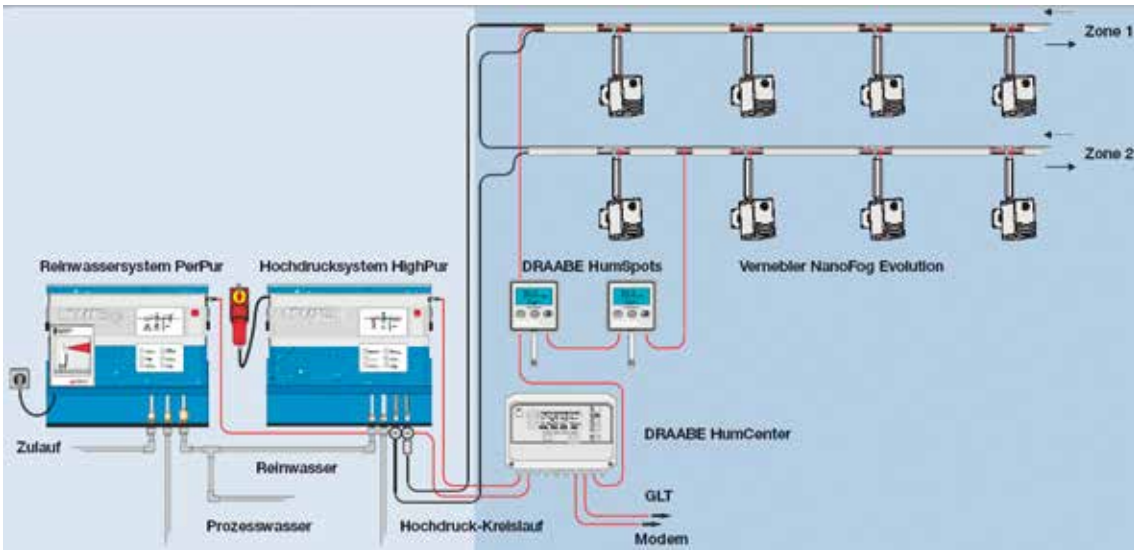 Zone 1
Zone 2
Reinwassersystem PerPur
Hochdrucksystem HighPur
DRAABE HumSpots
Vernebler NanoFog Evolution
DRAABE HumCenter
Zulauf
Reinwasser
Prozesswasser
Hochdruck-Kreislauf
GLT
Modem